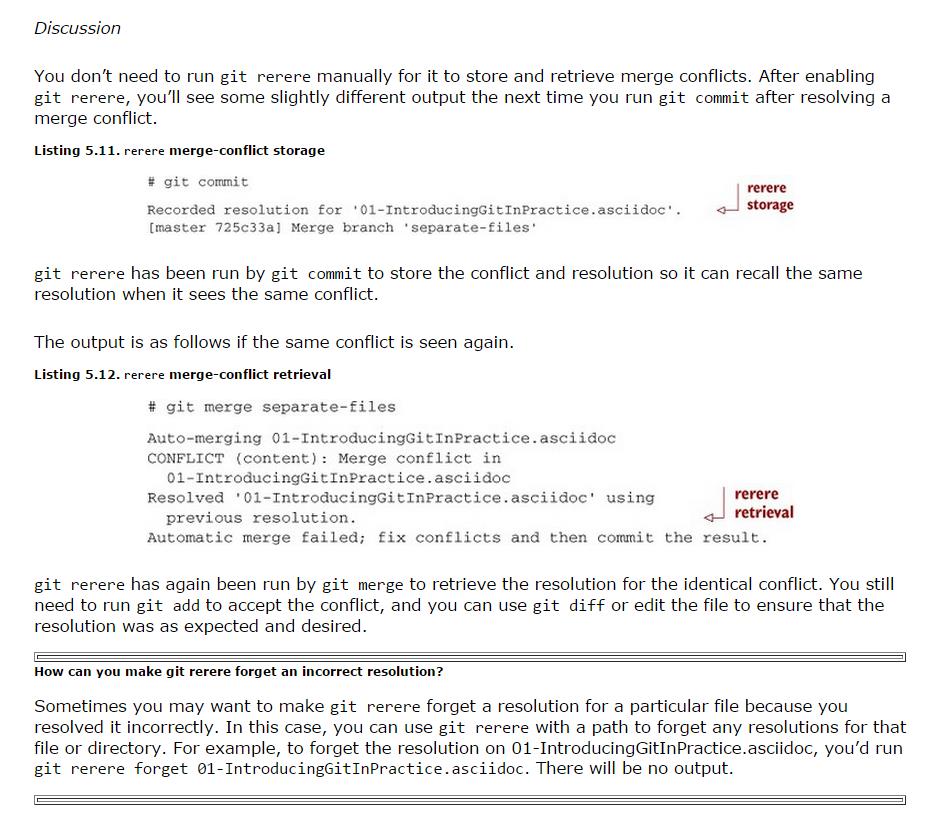 Discussion
You don't need to run git rerere manually for it to store and retrieve merge conflicts. After enabling
git rerere, you'll see some slightly different output the next time you run git commit after resolving a
merge conflict.
Listing 5.11. rerere merge-conflict storage
# git commit
Recorded resolution for '01-IntroducingGitInPractice.asciidoc'.
[master 725c33a] Merge branch 'separate-files'
rerere
storage
git rerere has been run by git commit to store the conflict and resolution so it can recall the same
resolution when it sees the same conflict.
The output is as follows if the same conflict is seen again.
Listing 5.12. rerere merge-conflict retrieval
# git merge separate-files
Auto-merging 01-IntroducingGitInPractice.asciidoc
CONFLICT (content): Merge conflict in
01-IntroducingGitInPractice.asciidoc
Resolved '01-IntroducingGitInPractice.asciidoc' using
previous resolution.
Automatic merge failed; fix conflicts and then commit the result.
rerere
retrieval
git rerere has again been run by git merge to retrieve the resolution for the identical conflict. You still
need to run git add to accept the conflict, and you can use git diff or edit the file to ensure that the
resolution was as expected and desired.
How can you make git rerere forget an incorrect resolution?
Sometimes you may want to make git rerere forget a resolution for a particular file because you
resolved it incorrectly. In this case, you can use git rerere with a path to forget any resolutions for that
file or directory. For example, to forget the resolution on 01-IntroducingGitInPractice.asciidoc, you'd run
git rerere forget 01-IntroducingGitInPractice.asciidoc. There will be no output.